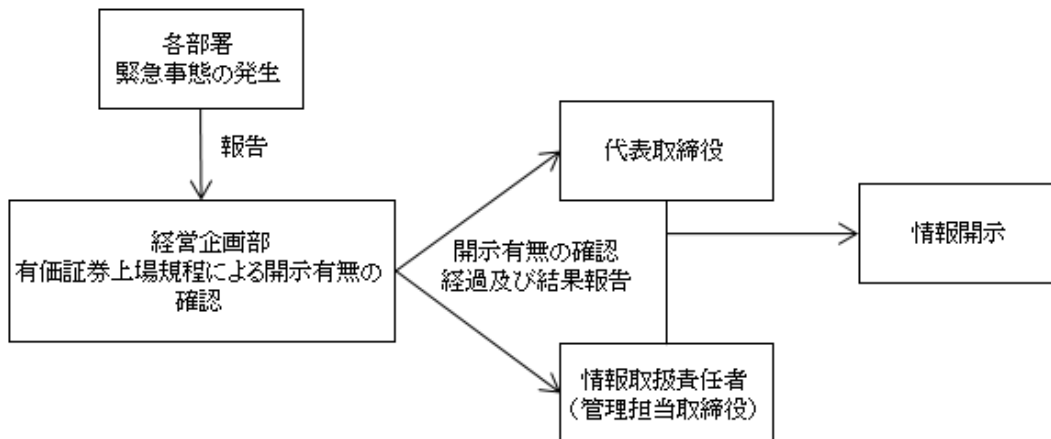 各部署
緊急事態の発生
報告
経営企画部
有価証券上場規程による開示有無の
確認
代表取締役
開示有無の確認
経過及び結果報告
情報取扱責任者
（管理担当取締役）
情報開示